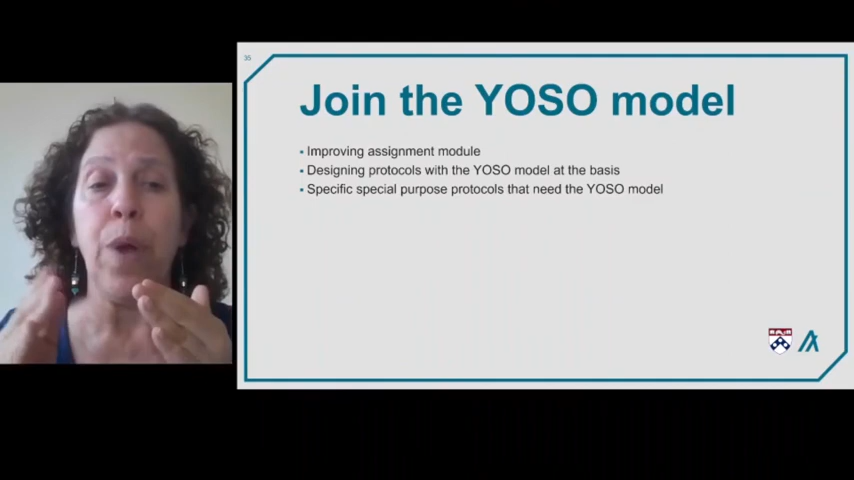 35
Join the YOSO model
▪ Improving assignment module
▪ Designing protocols with the YOSO model at the basis
▪ Specific special purpose protocols that need the YOSO model